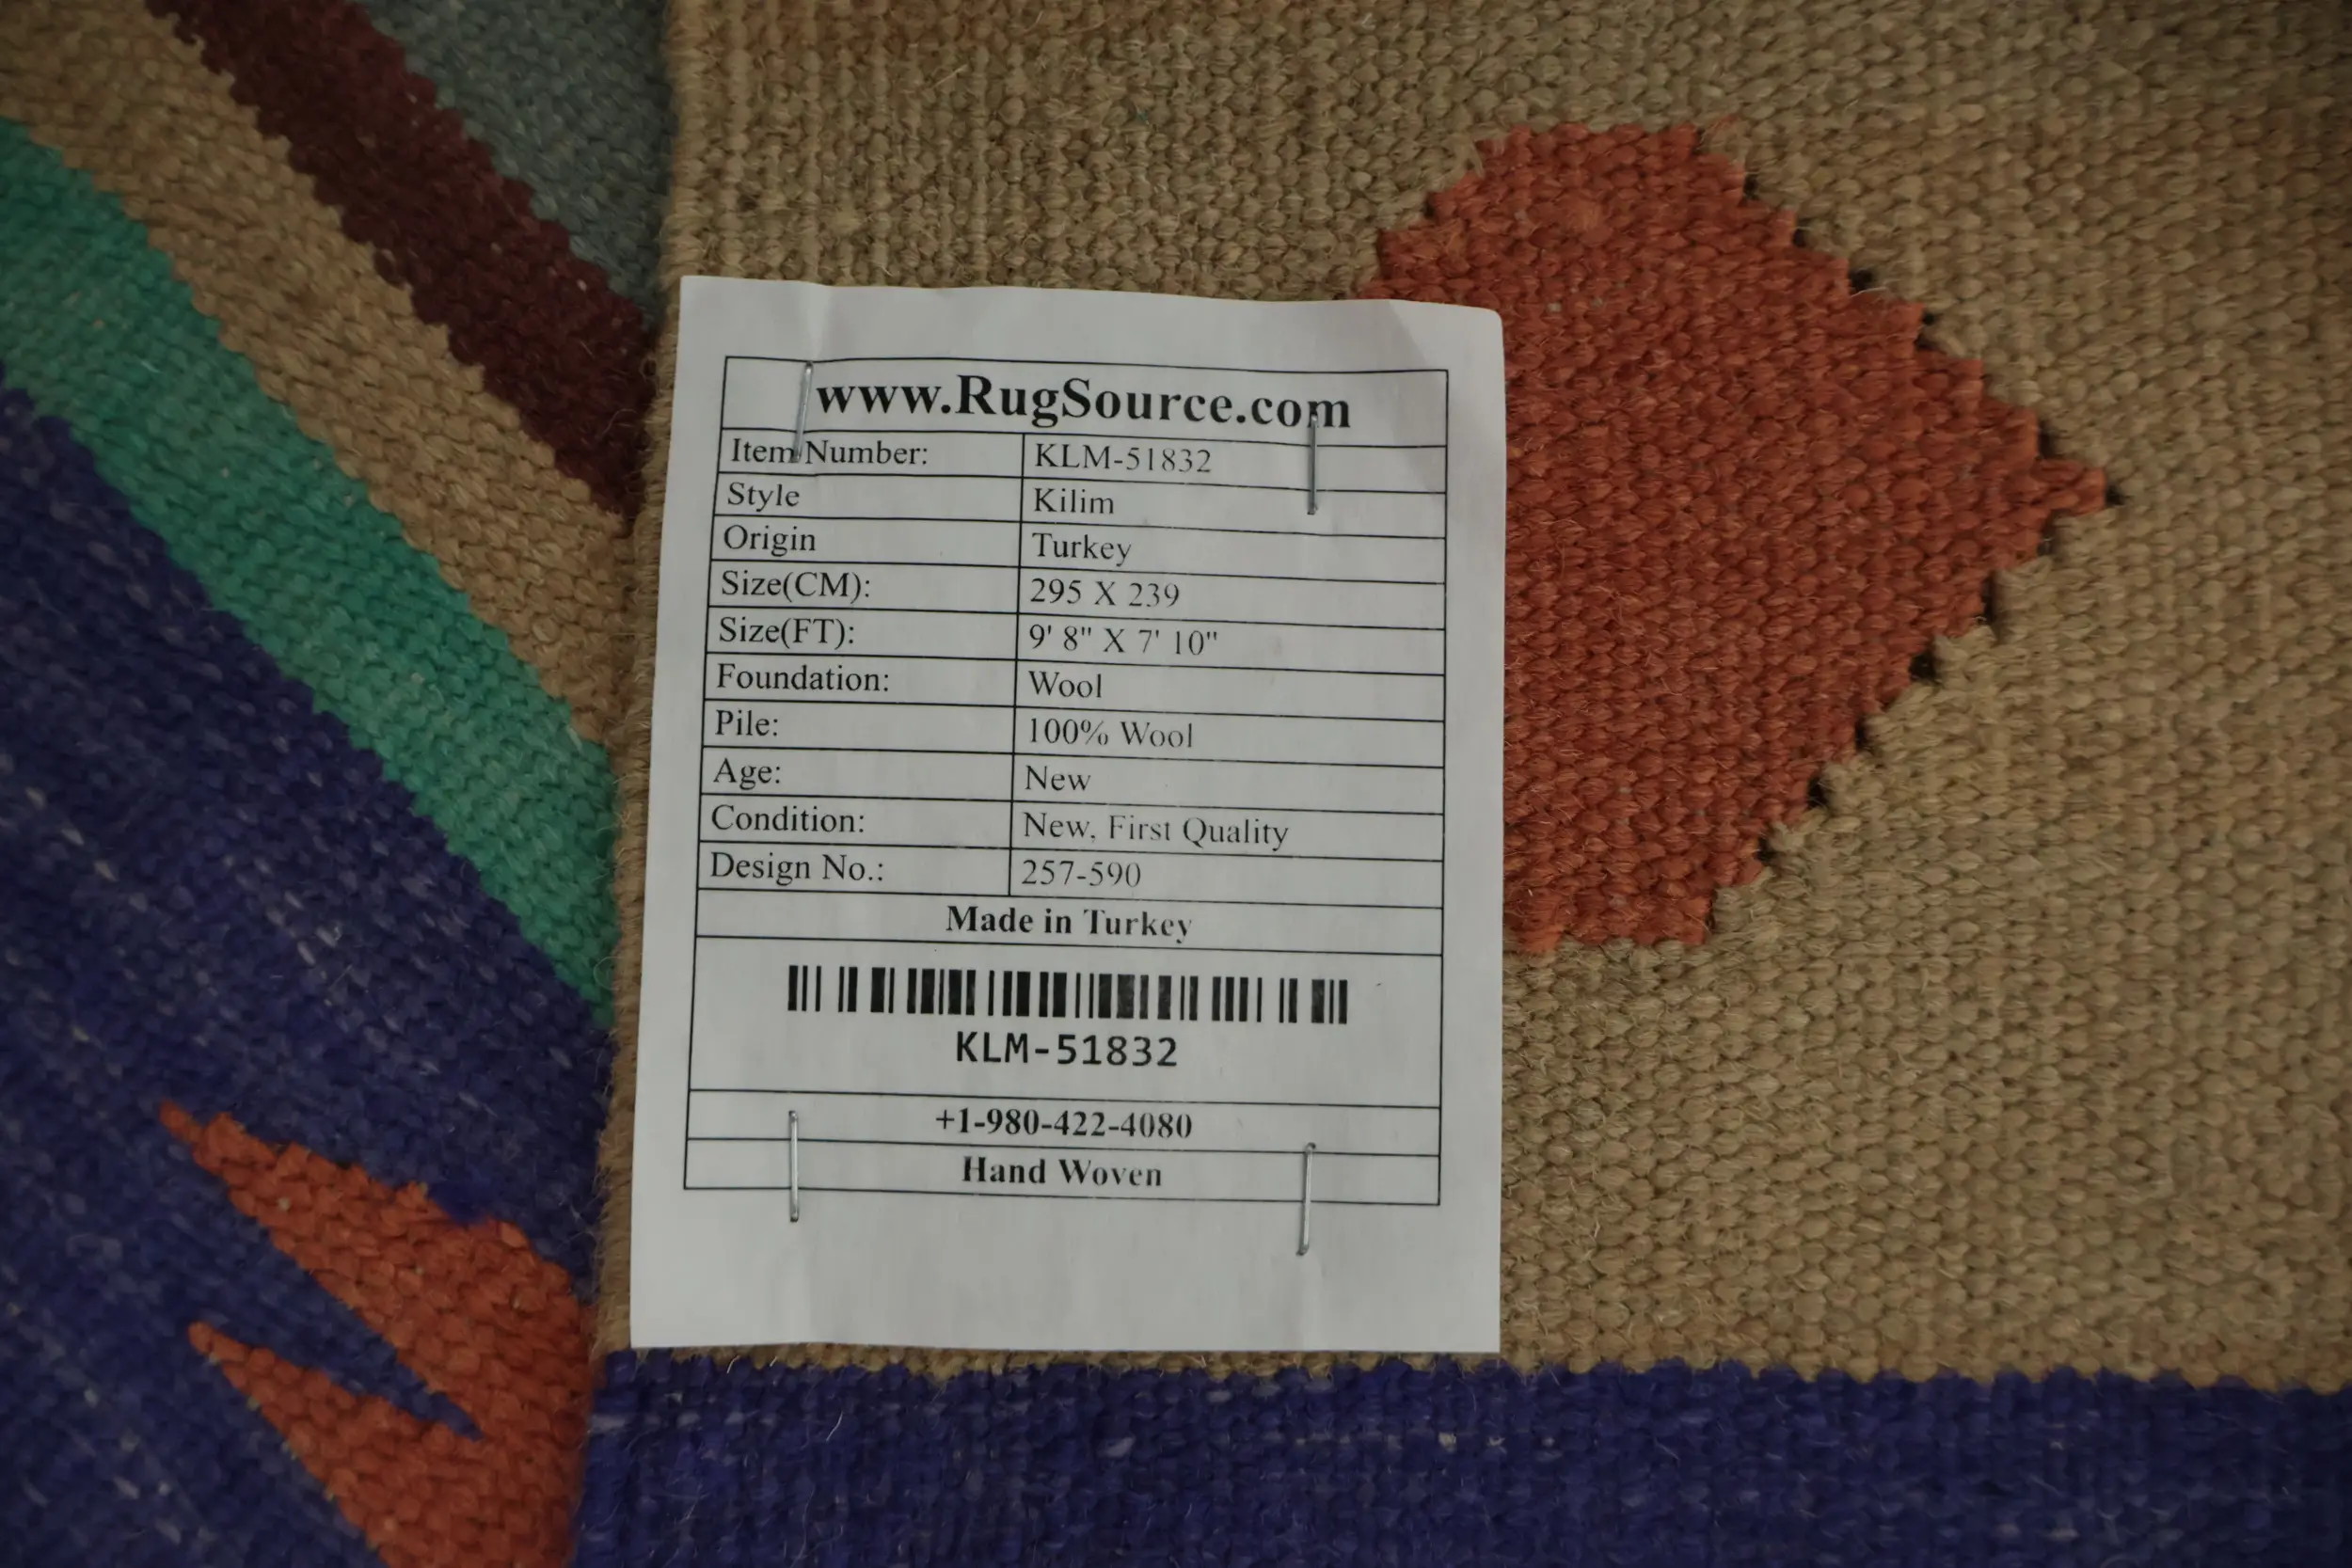 www.RugSource.com
Item Number: KLM-51832
Style Kilim
Origin Turkey
Size(CM): 295 X 239
Size(FT): 9' 8" X 7' 10"
Foundation: Wool
Pile: 100% Wool
Age: New
Condition: New, First Quality
Design No.: 257-590
Made in Turkey
KLM-51832
+1-980-422-4080
Hand Woven